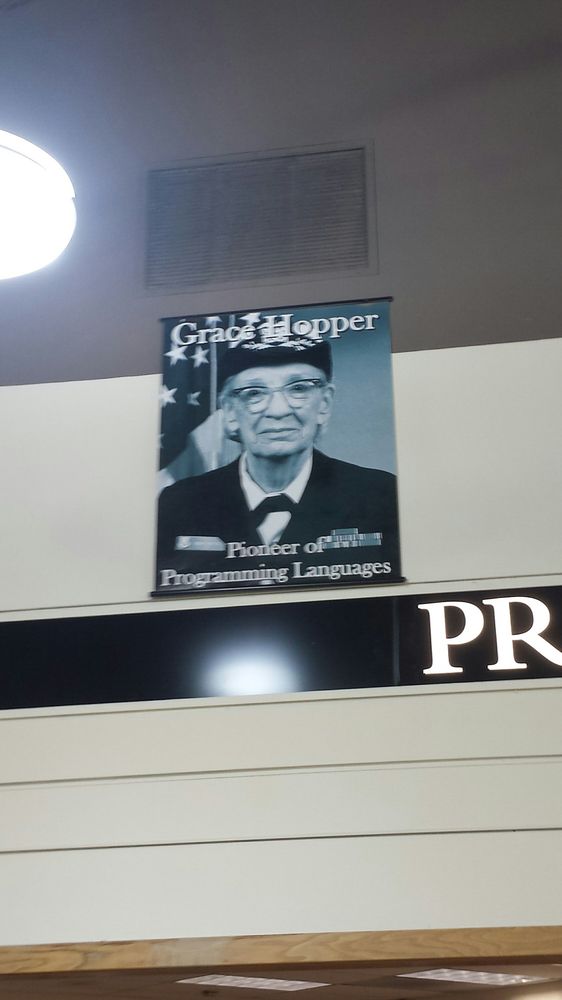 Grace Hopper
Pioneer of
Programming Languages
PR